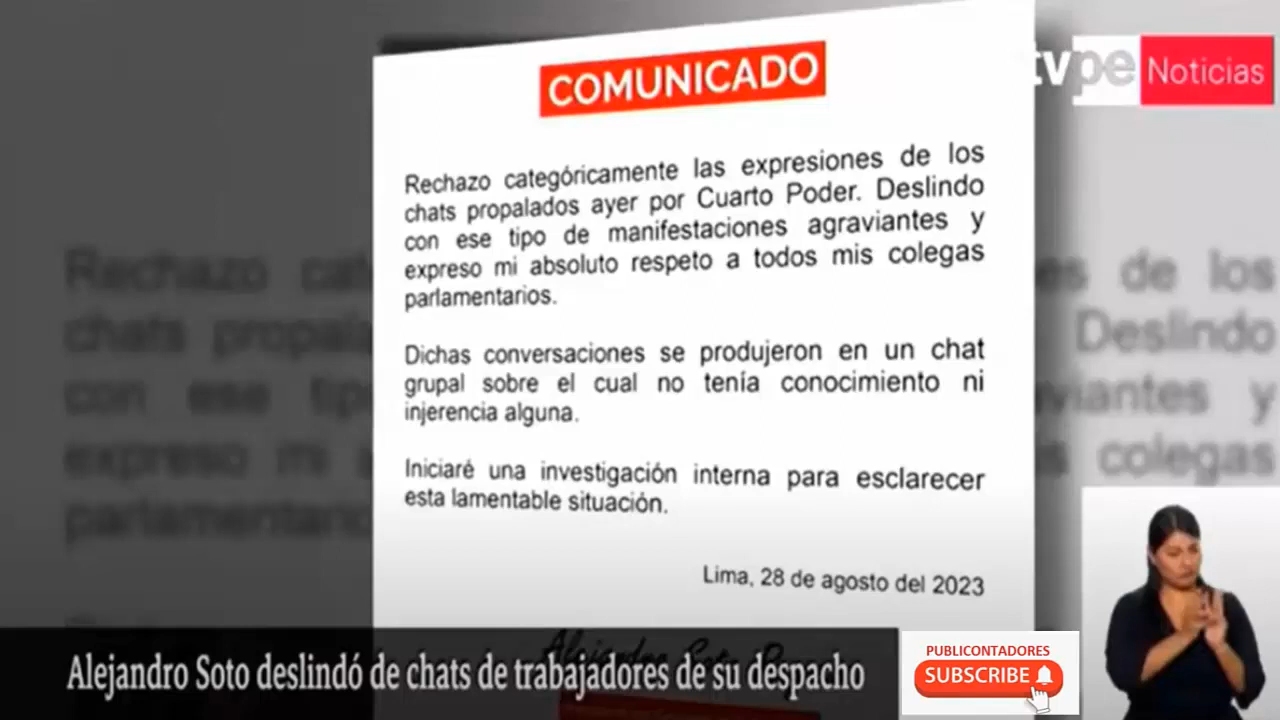 COMUNICADO
tvpe Noticias
Rechazo categóricamente las expresiones de los
chats propalados ayer por Cuarto Poder. Deslindo
con ese tipo de manifestaciones agraviantes y
expreso mi absoluto respeto a todos mis colegas
parlamentarios.
Dichas conversaciones se produjeron en un chat
grupal sobre el cual no tenía conocimiento ni
injerencia alguna.
Iniciaré una investigación interna para esclarecer
esta lamentable situación.
Lima, 28 de agosto del 2023
Alejandro Soto deslindó de chats de trabajadores de su despacho
PUBLICONTADORES
SUBSCRIBE